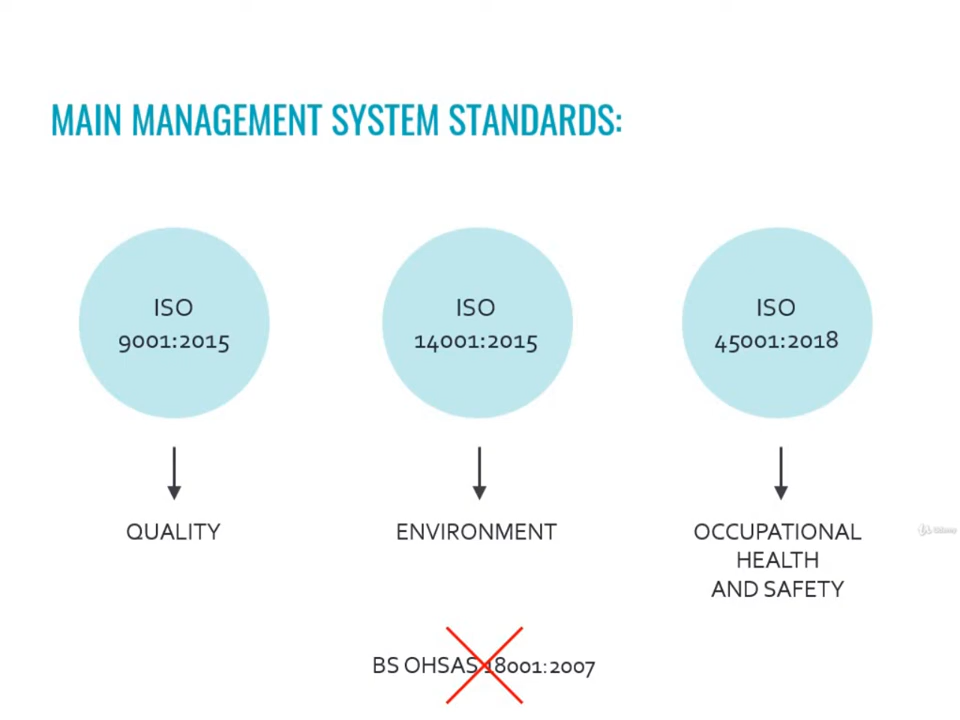 MAIN MANAGEMENT SYSTEM STANDARDS:
ISO
9001:2015
ISO
14001:2015
ISO
45001:2018
QUALITY
ENVIRONMENT
OCCUPATIONAL
HEALTH
AND SAFETY
BS OHSAS 18001:2007